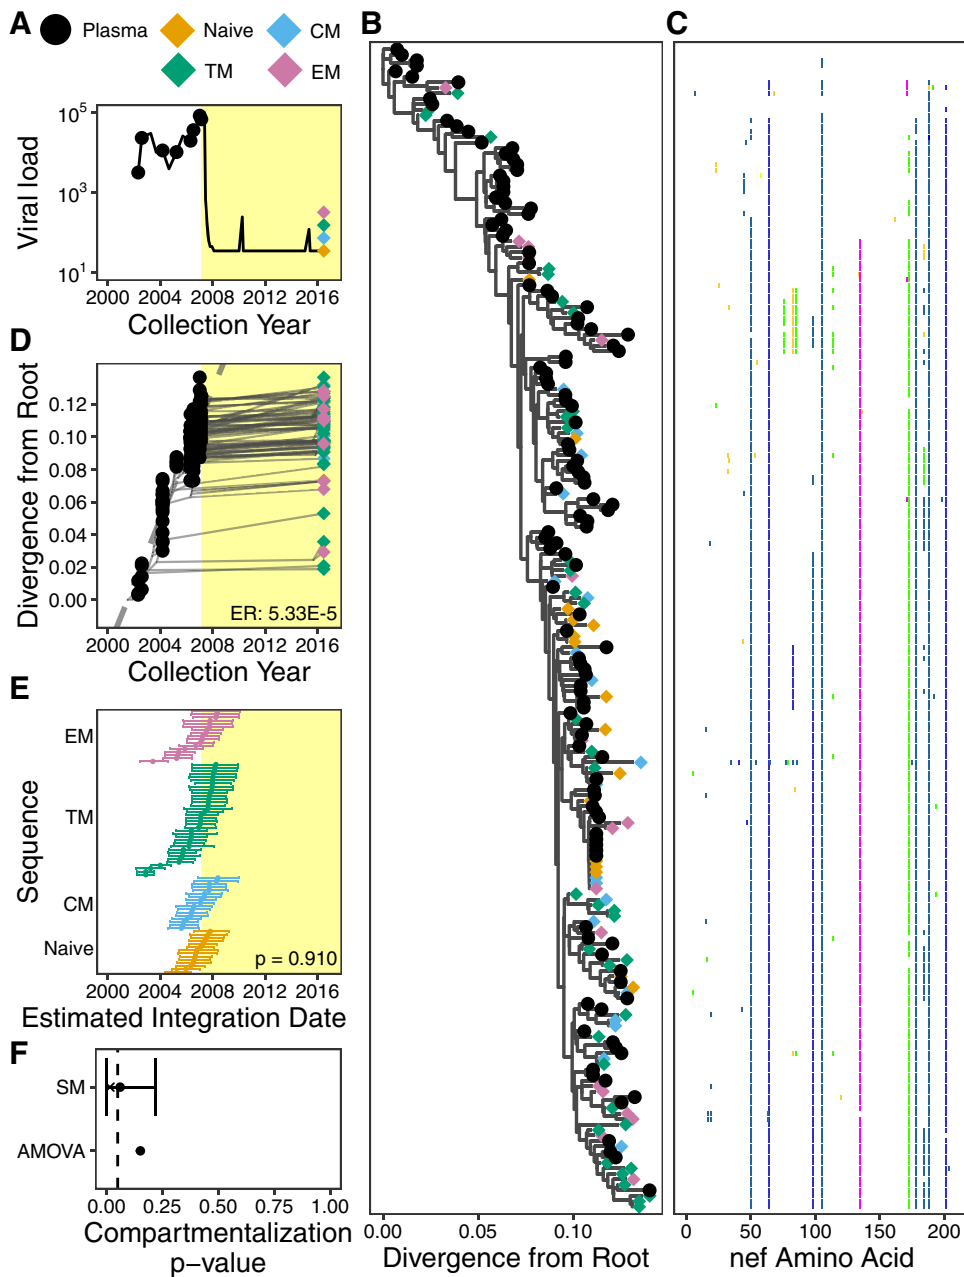 A
Plasma
Naive
CM
TM
EM
Viral load
10^5
10^3
10^1
2000 2004 2008 2012 2016
Collection Year
B
0.00 0.05 0.10
Divergence from Root
C
0 50 100 150 200
nef Amino Acid
D
Divergence from Root
0.12
0.10
0.08
0.06
0.04
0.02
0.00
ER: 5.33E-5
2000 2004 2008 2012 2016
Collection Year
E
Sequence
EM
TM
CM
Naive
p = 0.910
2000 2004 2008 2012 2016
Estimated Integration Date
F
SM
AMOVA
0.00 0.25 0.50 0.75 1.00
Compartmentalization
p−value